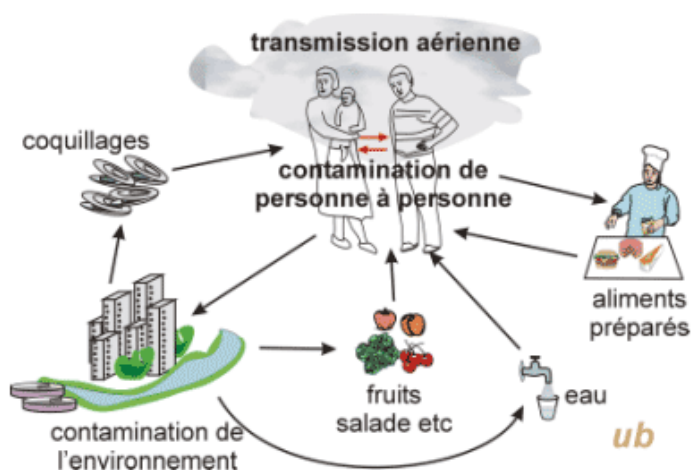 transmission aérienne
coquillages
contamination de
personne à personne
aliments
préparés
fruits
salade etc
eau
contamination de
l'environnement
ub